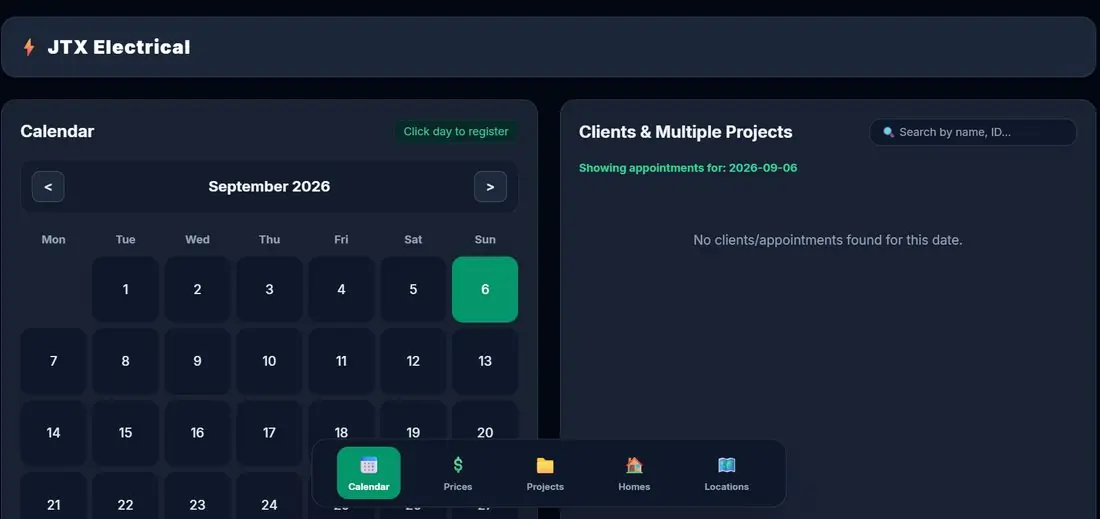 JTX Electrical
Calendar
Click day to register
< September 2026 >
Mon Tue Wed Thu Fri Sat Sun
1 2 3 4 5 6
7 8 9 10 11 12 13
14 15 16 17 18 19 20
21 22 23 24
Clients & Multiple Projects
Search by name, ID...
Showing appointments for: 2026-09-06
No clients/appointments found for this date.
Calendar Prices Projects Homes Locations